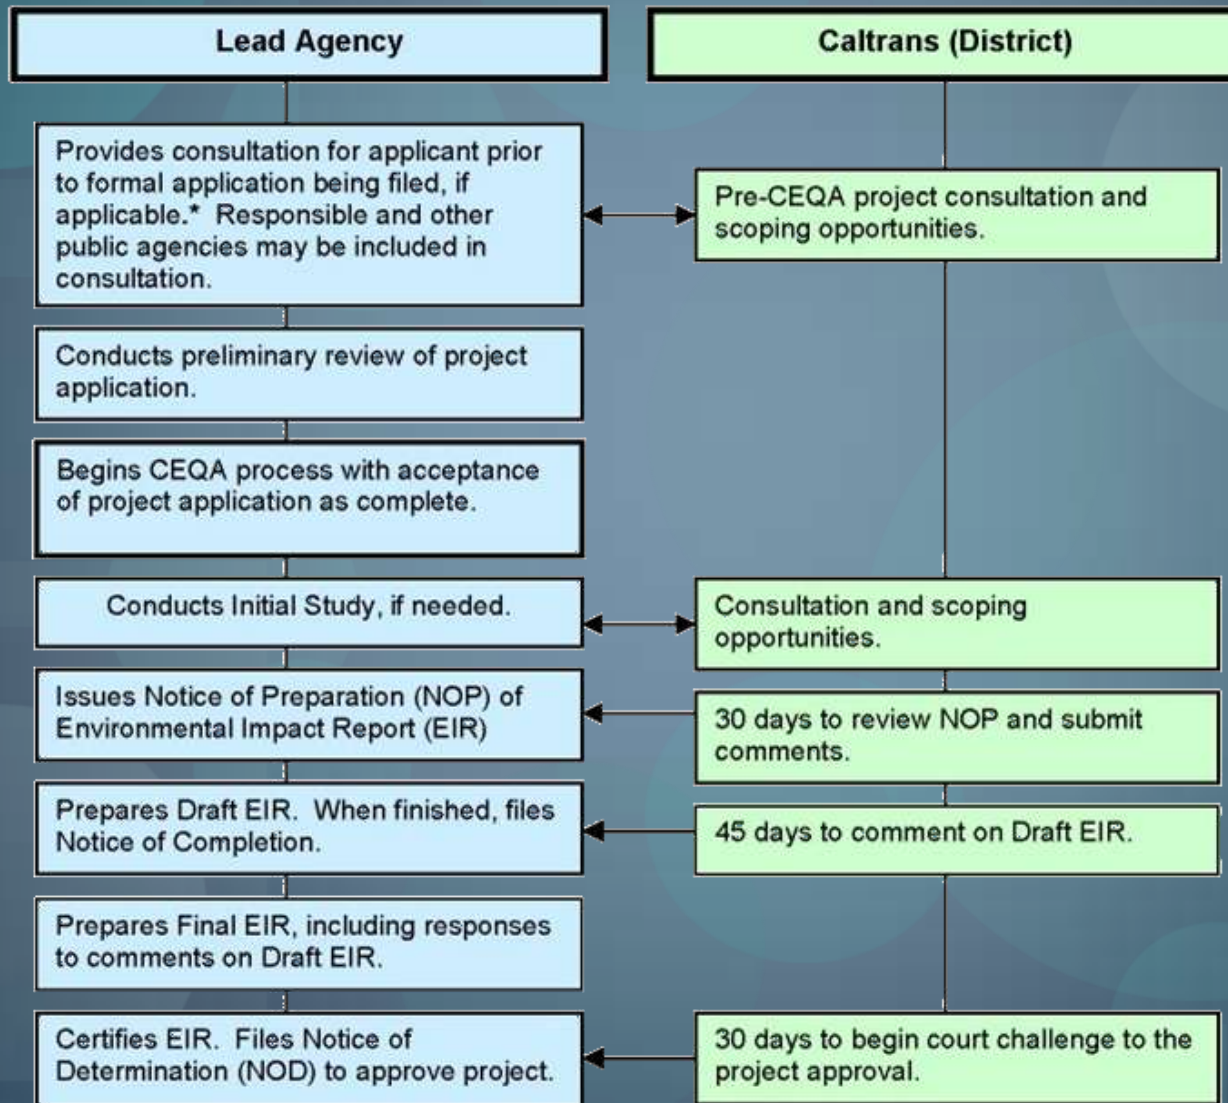 Lead Agency
Provides consultation for applicant prior
to formal application being filed, if
applicable.* Responsible and other
public agencies may be included in
consultation.
Conducts preliminary review of project
application.
Begins CEQA process with acceptance
of project application as complete.
Conducts Initial Study, if needed.
Issues Notice of Preparation (NOP) of
Environmental Impact Report (EIR)
Prepares Draft EIR. When finished, files
Notice of Completion.
Prepares Final EIR, including responses
to comments on Draft EIR.
Certifies EIR. Files Notice of
Determination (NOD) to approve project.
Caltrans (District)
Pre-CEQA project consultation and
scoping opportunities.
Consultation and scoping
opportunities.
30 days to review NOP and submit
comments.
45 days to comment on Draft EIR.
30 days to begin court challenge to the
project approval.